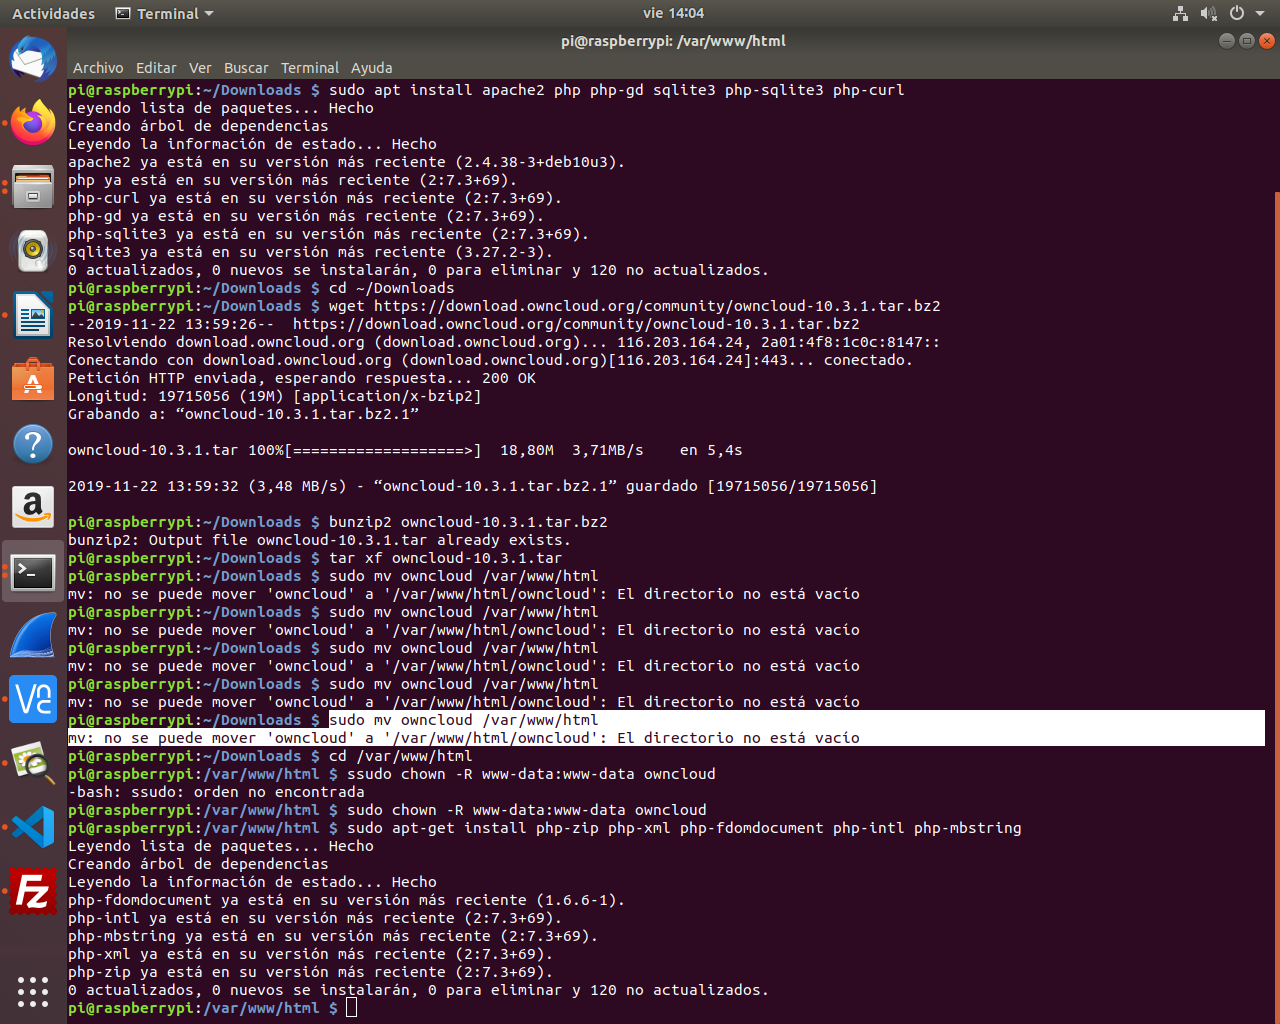 Actividades
Terminal
vie 14:04
pi@raspberrypi: /var/www/html
Archivo Editar Ver Buscar Terminal Ayuda
pi@raspberrypi:~/Downloads $ sudo apt install apache2 php php-gd sqlite3 php-sqlite3 php-curl
Leyendo lista de paquetes... Hecho
Creando árbol de dependencias
Leyendo la información de estado... Hecho
apache2 ya está en su versión más reciente (2.4.38-3+deb10u3).
php ya está en su versión más reciente (2:7.3+69).
php-curl ya está en su versión más reciente (2:7.3+69).
php-gd ya está en su versión más reciente (2:7.3+69).
php-sqlite3 ya está en su versión más reciente (2:7.3+69).
sqlite3 ya está en su versión más reciente (3.27.2-3).
0 actualizados, 0 nuevos se instalarán, 0 para eliminar y 120 no actualizados.
pi@raspberrypi:~/Downloads $ cd ~/Downloads
pi@raspberrypi:~/Downloads $ wget https://download.owncloud.org/community/owncloud-10.3.1.tar.bz2
--2019-11-22 13:59:26--  https://download.owncloud.org/community/owncloud-10.3.1.tar.bz2
Resolviendo download.owncloud.org (download.owncloud.org)... 116.203.164.24, 2a01:4f8:1c0c:8147::
Conectando con download.owncloud.org (download.owncloud.org)[116.203.164.24]:443... conectado.
Petición HTTP enviada, esperando respuesta... 200 OK
Longitud: 19715056 (19M) [application/x-bzip2]
Grabando a: “owncloud-10.3.1.tar.bz2.1”
owncloud-10.3.1.tar 100%[===================>]  18,80M  3,71MB/s    en 5,4s
2019-11-22 13:59:32 (3,48 MB/s) - “owncloud-10.3.1.tar.bz2.1” guardado [19715056/19715056]
pi@raspberrypi:~/Downloads $ bunzip2 owncloud-10.3.1.tar.bz2
bunzip2: Output file owncloud-10.3.1.tar already exists.
pi@raspberrypi:~/Downloads $ tar xf owncloud-10.3.1.tar
pi@raspberrypi:~/Downloads $ sudo mv owncloud /var/www/html
mv: no se puede mover 'owncloud' a '/var/www/html/owncloud': El directorio no está vacío
pi@raspberrypi:~/Downloads $ sudo mv owncloud /var/www/html
mv: no se puede mover 'owncloud' a '/var/www/html/owncloud': El directorio no está vacío
pi@raspberrypi:~/Downloads $ sudo mv owncloud /var/www/html
mv: no se puede mover 'owncloud' a '/var/www/html/owncloud': El directorio no está vacío
pi@raspberrypi:~/Downloads $ sudo mv owncloud /var/www/html
mv: no se puede mover 'owncloud' a '/var/www/html/owncloud': El directorio no está vacío
pi@raspberrypi:~/Downloads $ sudo mv owncloud /var/www/html
mv: no se puede mover 'owncloud' a '/var/www/html/owncloud': El directorio no está vacío
pi@raspberrypi:~/Downloads $ cd /var/www/html
pi@raspberrypi:/var/www/html $ ssudo chown -R www-data:www-data owncloud
-bash: ssudo: orden no encontrada
pi@raspberrypi:/var/www/html $ sudo chown -R www-data:www-data owncloud
pi@raspberrypi:/var/www/html $ sudo apt-get install php-zip php-xml php-fdomdocument php-intl php-mbstring
Leyendo lista de paquetes... Hecho
Creando árbol de dependencias
Leyendo la información de estado... Hecho
php-fdomdocument ya está en su versión más reciente (1.6.6-1).
php-intl ya está en su versión más reciente (2:7.3+69).
php-mbstring ya está en su versión más reciente (2:7.3+69).
php-xml ya está en su versión más reciente (2:7.3+69).
php-zip ya está en su versión más reciente (2:7.3+69).
0 actualizados, 0 nuevos se instalarán, 0 para eliminar y 120 no actualizados.
pi@raspberrypi:/var/www/html $